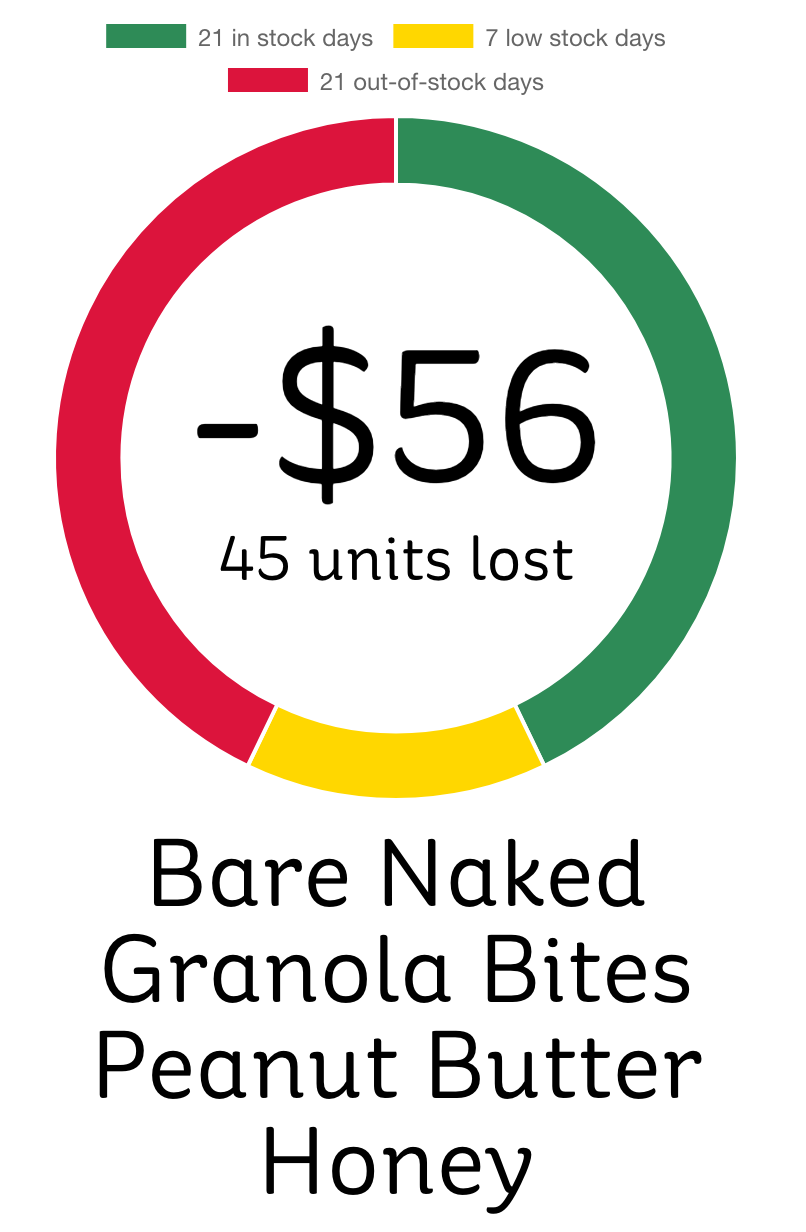 21 in stock days 7 low stock days
21 out-of-stock days
-$56
45 units lost
Bare Naked
Granola Bites
Peanut Butter
Honey